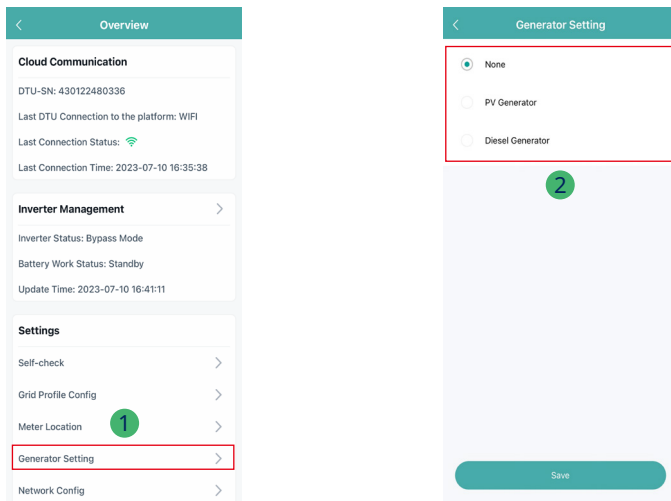 Overview
Cloud Communication
DTU-SN: 430122480336
Last DTU Connection to the platform: WIFI
Last Connection Status:
Last Connection Time: 2023-07-10 16:35:38
Inverter Management
Inverter Status: Bypass Mode
Battery Work Status: Standby
Update Time: 2023-07-10 16:41:11
Settings
Self-check
Grid Profile Config
Meter Location
1
Generator Setting
Network Config
Generator Setting
None
PV Generator
Diesel Generator
2
Save